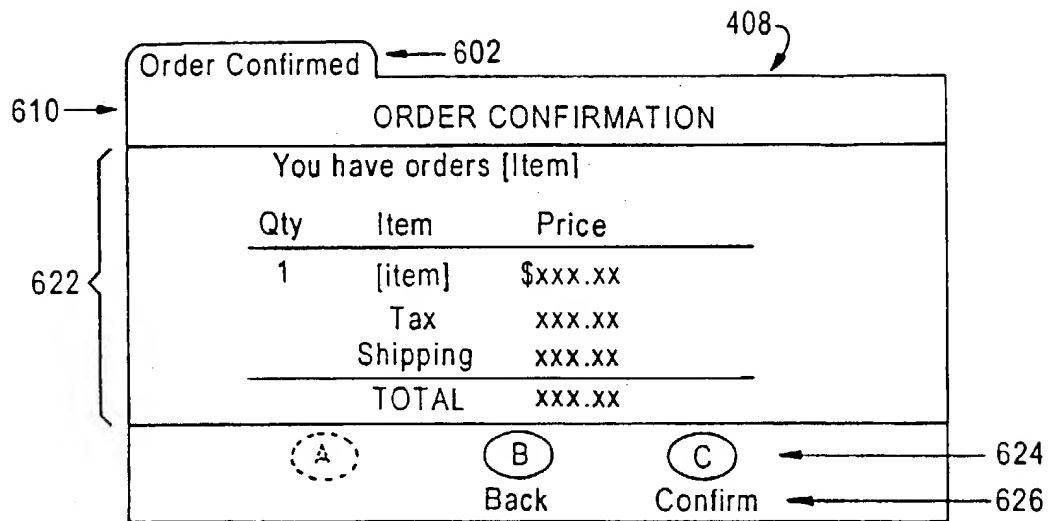 408
Order Confirmed 602
610 ORDER CONFIRMATION
You have orders [Item]
Qty Item Price
622 1 [item] $xxx.xx
Tax xxx.xx
Shipping xxx.xx
TOTAL xxx.xx
A B C 624
Back Confirm 626